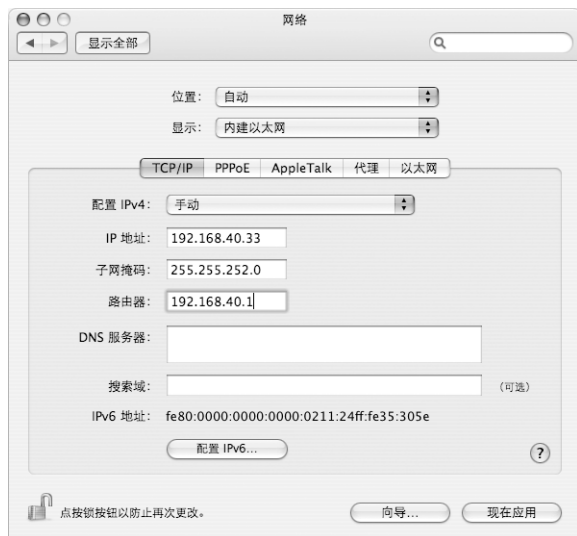 网络
显示全部
位置： 自动
显示： 内建以太网
TCP/IP PPPoE AppleTalk 代理 以太网
配置 IPv4： 手动
IP 地址： 192.168.40.33
子网掩码： 255.255.252.0
路由器： 192.168.40.1
DNS 服务器：
搜索域： （可选）
IPv6 地址： fe80:0000:0000:0000:0211:24ff:fe35:305e
配置 IPv6...
?
点按锁按钮以防止再次更改。 向导... 现在应用